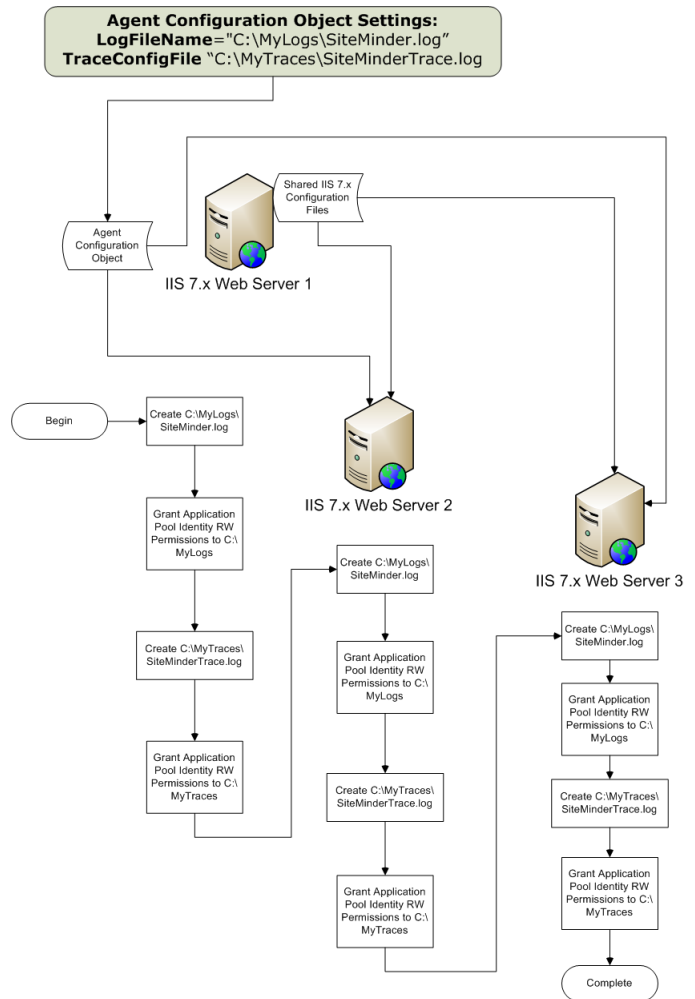 Agent Configuration Object Settings:
LogFileName="C:\MyLogs\SiteMinder.log"
TraceConfigFile “C:\MyTraces\SiteMinderTrace.log
Agent
Configuration
Object
Shared IIS 7.x
Configuration
Files
IIS 7.x Web Server 1
IIS 7.x Web Server 2
IIS 7.x Web Server 3
Begin
Create C:\MyLogs\
SiteMinder.log
Grant Application
Pool Identity RW
Permissions to C:\
MyLogs
Create C:\MyTraces\
SiteMinderTrace.log
Grant Application
Pool Identity RW
Permissions to C:\
MyTraces
Create C:\MyLogs\
SiteMinder.log
Grant Application
Pool Identity RW
Permissions to C:\
MyLogs
Create C:\MyTraces\
SiteMinderTrace.log
Grant Application
Pool Identity RW
Permissions to C:\
MyTraces
Create C:\MyLogs\
SiteMinder.log
Grant Application
Pool Identity RW
Permissions to C:\
MyLogs
Create C:\MyTraces\
SiteMinderTrace.log
Grant Application
Pool Identity RW
Permissions to C:\
MyTraces
Complete